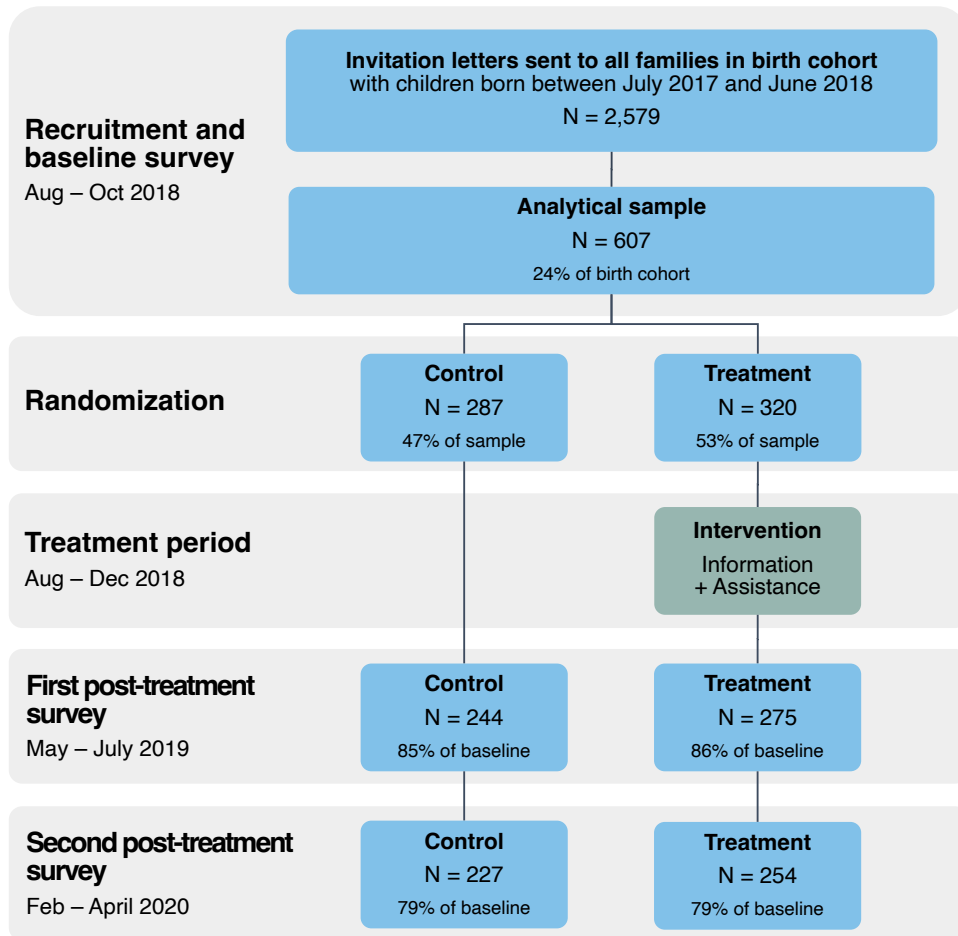 Recruitment and
baseline survey
Aug – Oct 2018
Invitation letters sent to all families in birth cohort
with children born between July 2017 and June 2018
N = 2,579
Analytical sample
N = 607
24% of birth cohort
Randomization
Control
N = 287
47% of sample
Treatment
N = 320
53% of sample
Treatment period
Aug – Dec 2018
Intervention
Information
+ Assistance
First post-treatment
survey
May – July 2019
Control
N = 244
85% of baseline
Treatment
N = 275
86% of baseline
Second post-treatment
survey
Feb – April 2020
Control
N = 227
79% of baseline
Treatment
N = 254
79% of baseline